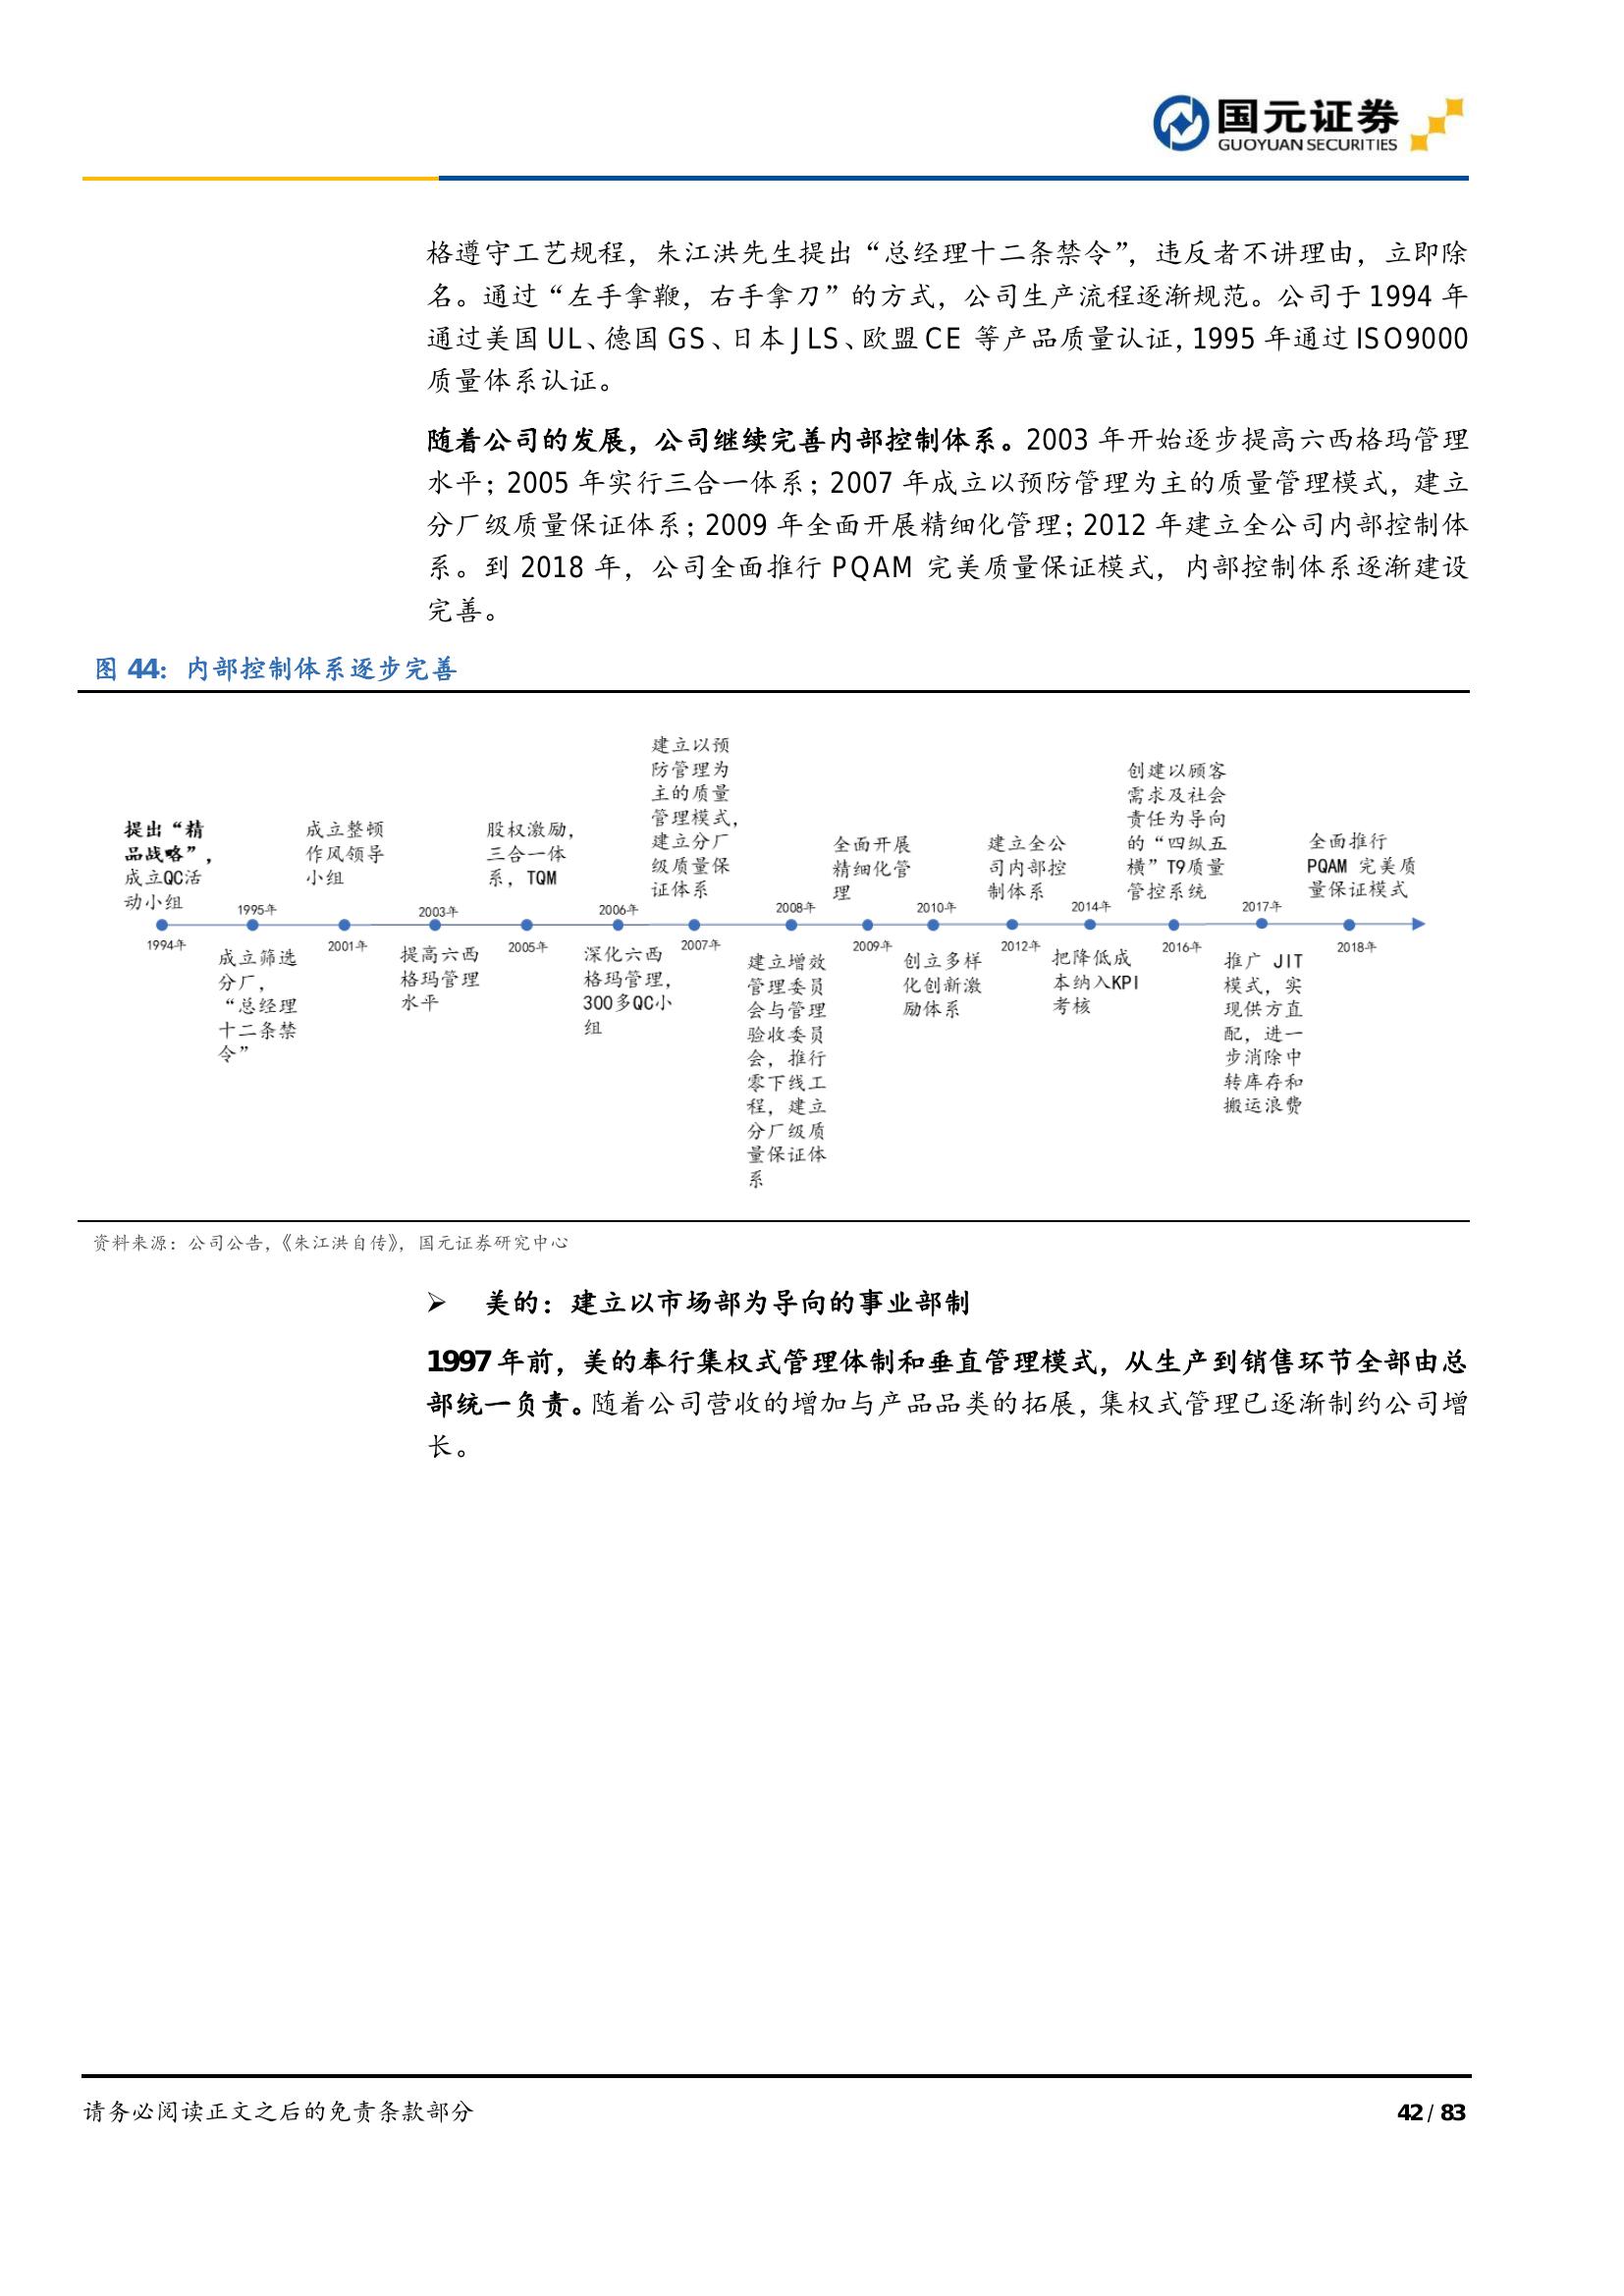 国元证券
GUOYUAN SECURITIES
格遵守工艺规程，朱江洪先生提出“总经理十二条禁令”，违反者不讲理由，立即除
名。通过“左手拿鞭，右手拿刀”的方式，公司生产流程逐渐规范。公司于 1994 年
通过美国 UL、德国 GS、日本 JLS、欧盟 CE 等产品质量认证，1995 年通过 ISO9000
质量体系认证。
随着公司的发展，公司继续完善内部控制体系。2003 年开始逐步提高六西格玛管理
水平；2005 年实行三合一体系；2007 年成立以预防管理为主的质量管理模式，建立
分厂级质量保证体系；2009 年全面开展精细化管理；2012 年建立全公司内部控制体
系。到 2018 年，公司全面推行 PQAM 完美质量保证模式，内部控制体系逐渐建设
完善。
图 44：内部控制体系逐步完善
提出“精
品战略”，
成立QC活
动小组
1994年
1995年
成立筛选
分厂，
“总经理
十二条禁
令”
成立整顿
作风领导
小组
2001年
2003年
提高六西
格玛管理
水平
股权激励，
三合一体
系，TQM
2005年
2006年
深化六西
格玛管理，
300多QC小
组
建立以预
防管理为
主的质量
管理模式，
建立分厂
级质量保
证体系
2007年
2008年
建立增效
管理委员
会与管理
验收委员
会，推行
零下线工
程，建立
分厂级质
量保证体
系
全面开展
精细化管
理
2009年
2010年
创立多样
化创新激
励体系
建立全公
司内部控
制体系
2012年
2014年
把降低成
本纳入KPI
考核
创建以顾客
需求及社会
责任为导向
的“四纵五
横”T9质量
管控系统
2016年
2017年
推广 JIT
模式，实
现供方直
配，进一
步消除中
转库存和
搬运浪费
全面推行
PQAM 完美质
量保证模式
2018年
资料来源：公司公告，《朱江洪自传》，国元证券研究中心
➢ 美的：建立以市场部为导向的事业部制
1997 年前，美的奉行集权式管理体制和垂直管理模式，从生产到销售环节全部由总
部统一负责。随着公司营收的增加与产品品类的拓展，集权式管理已逐渐制约公司增
长。
请务必阅读正文之后的免责条款部分
42 / 83